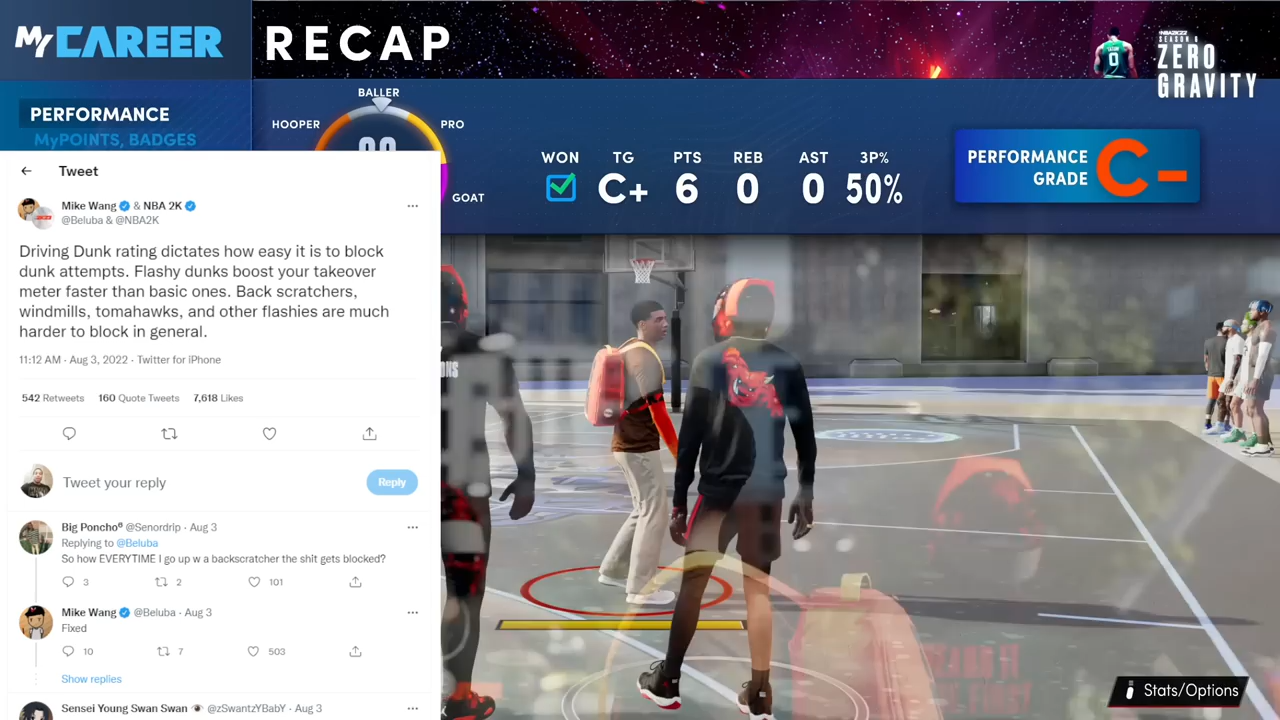 MyCAREER
RECAP
NBA2K22
SEASON 8
ZERO
GRAVITY
PERFORMANCE
MyPOINTS, BADGES
BALLER
HOOPER
PRO
GOAT
WON TG PTS REB AST 3P%
C+ 6 0 0 50%
PERFORMANCE
GRADE
C-
← Tweet
Mike Wang & NBA 2K
@Beluba & @NBA2K
Driving Dunk rating dictates how easy it is to block
dunk attempts. Flashy dunks boost your takeover
meter faster than basic ones. Back scratchers,
windmills, tomahawks, and other flashies are much
harder to block in general.
11:12 AM · Aug 3, 2022 · Twitter for iPhone
542 Retweets 160 Quote Tweets 7,618 Likes
Tweet your reply
Reply
Big Poncho⁶ @Senordrip · Aug 3
Replying to @Beluba
So how EVERYTIME I go up w a backscratcher the shit gets blocked?
3 2 101
Mike Wang @Beluba · Aug 3
Fixed
10 7 503
Show replies
Sensei Young Swan Swan 👁 @zSwantzYBabY · Aug 3
Stats/Options